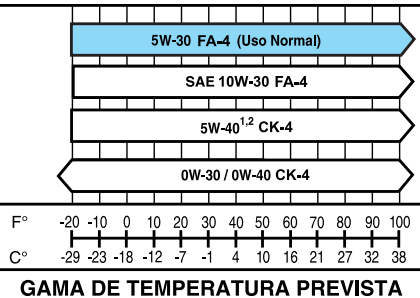 5W-30 FA-4 (Uso Normal)
SAE 10W-30 FA-4
5W-40¹,² CK-4
0W-30 / 0W-40 CK-4
F° -20 -10 0 10 20 30 40 50 60 70 80 90 100
C° -29 -23 -18 -12 -7 -1 4 10 16 21 27 32 38
GAMA DE TEMPERATURA PREVISTA